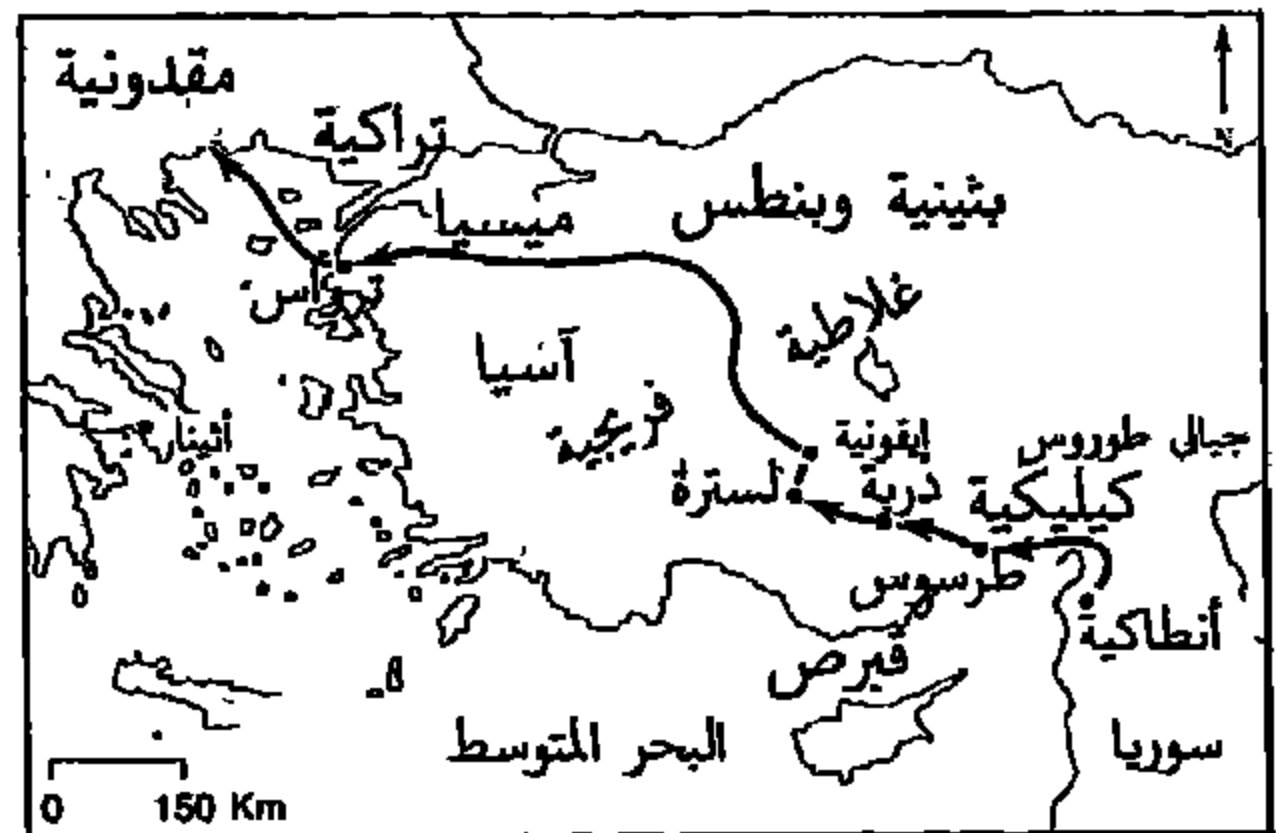 مقدونية
تراكية
N
ميسيا
بثينية وبنطس
ترواس
غلاطية
آسيا
فريجية
أثينا
إيقونية
جبال طوروس
لسترة
دربة
كيليكية
طرسوس
أنطاكية
قبرص
البحر المتوسط
سوريا
0 150 Km